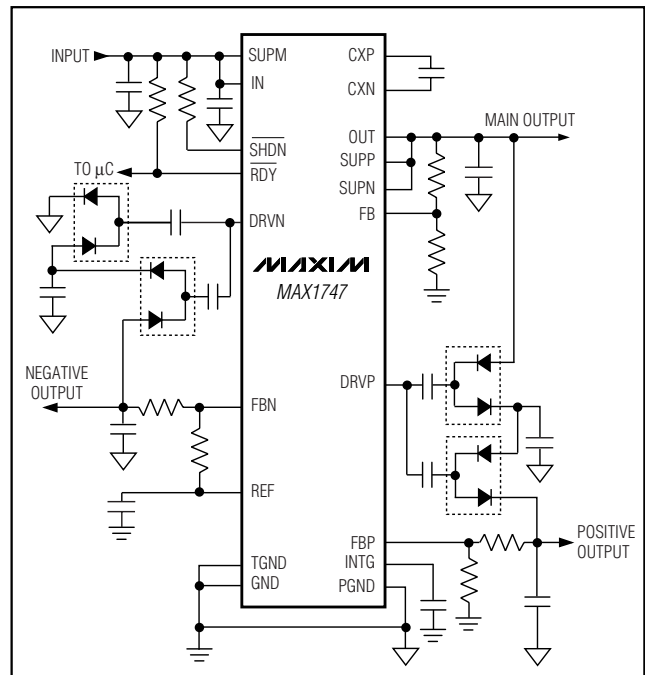 INPUT
SUPM
IN
SHDN
RDY
TO μC
DRVN
CXP
CXN
OUT
MAIN OUTPUT
SUPP
SUPN
FB
MAXIM
MAX1747
NEGATIVE
OUTPUT
FBN
REF
TGND
GND
DRVP
FBP
INTG
PGND
POSITIVE
OUTPUT